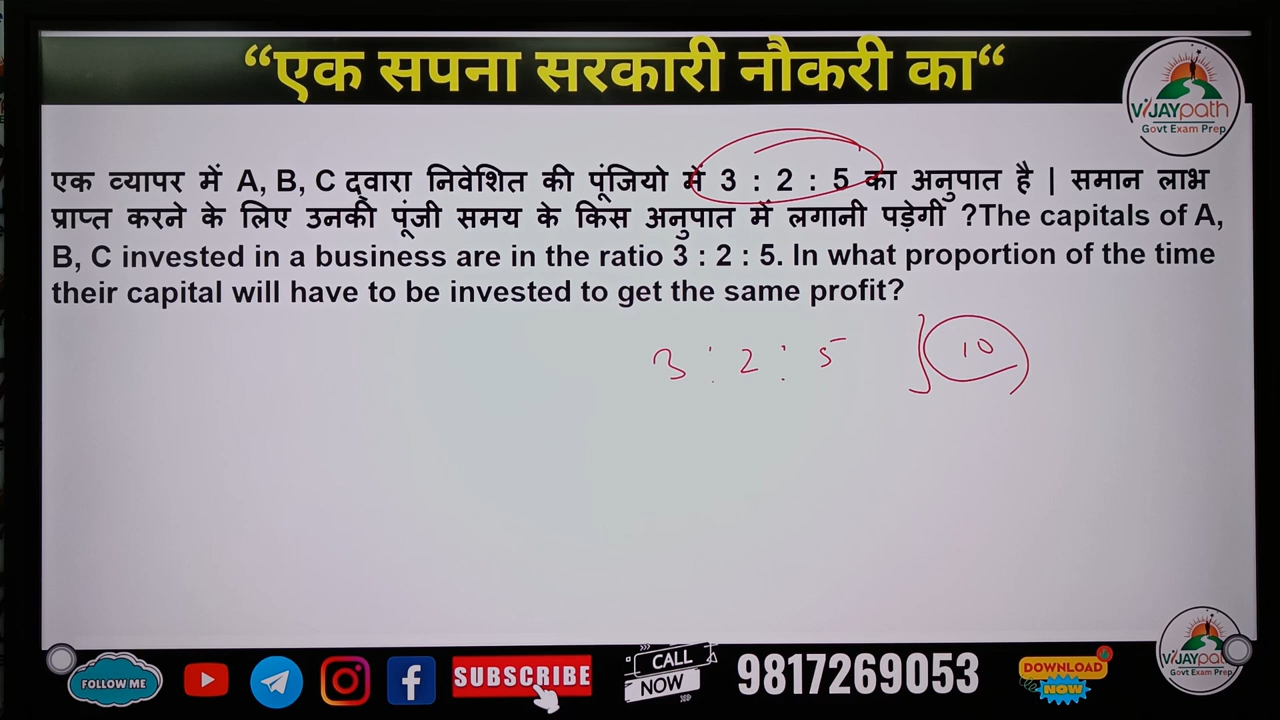 “एक सपना सरकारी नौकरी का“
ViJAYpath
Govt Exam Prep
एक व्यापर में A, B, C द्वारा निवेशित की पूंजियो में 3 : 2 : 5 का अनुपात है | समान लाभ
प्राप्त करने के लिए उनकी पूंजी समय के किस अनुपात में लगानी पड़ेगी ?The capitals of A,
B, C invested in a business are in the ratio 3 : 2 : 5. In what proportion of the time
their capital will have to be invested to get the same profit?
3 : 2 : 5 10
FOLLOW ME
SUBSCRIBE
CALL
NOW
9817269053
DOWNLOAD
NOW
ViJAYpath
Govt Exam Prep